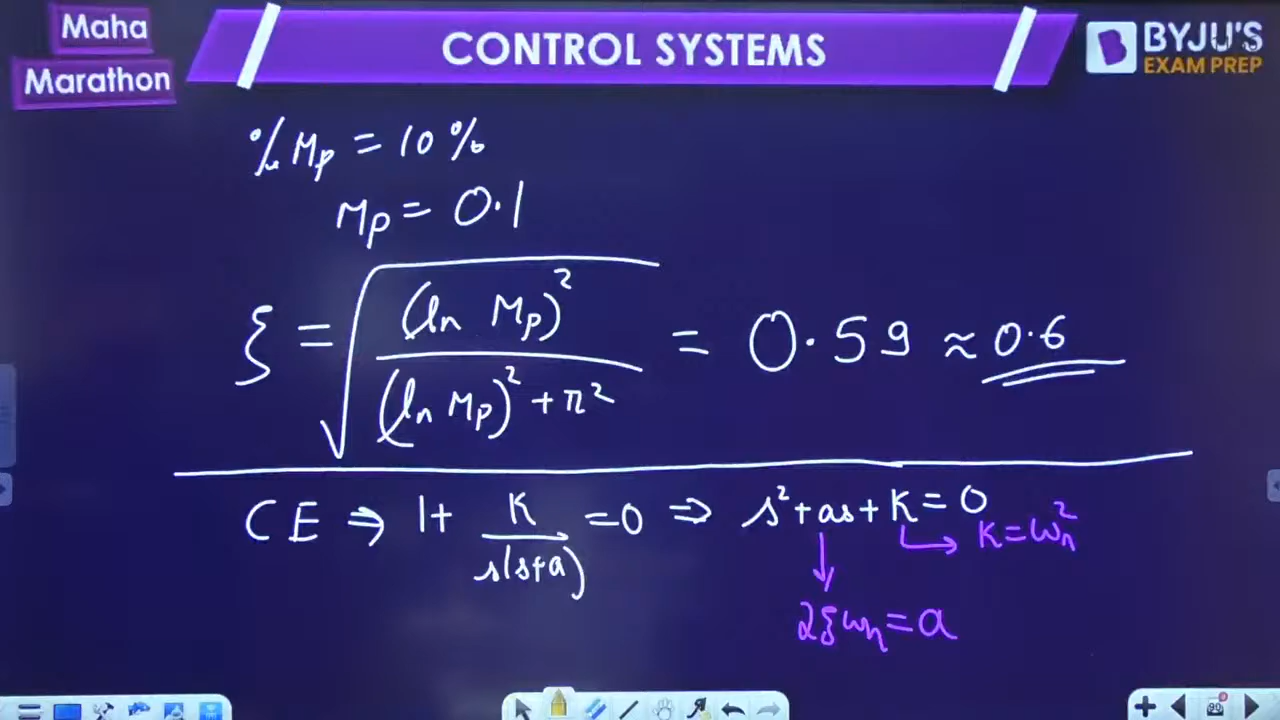 Maha
Marathon
CONTROL SYSTEMS
BYJU'S
EXAM PREP
% Mp = 10 %
Mp = 0.1
ξ = √((ln Mp)² / ((ln Mp)² + π²)) = 0.59 ≈ 0.6
CE ⇒ 1 + K / s(s+a) = 0 ⇒ s² + as + K = 0
↳ K = ωn²
↓
2ξωn = a
90